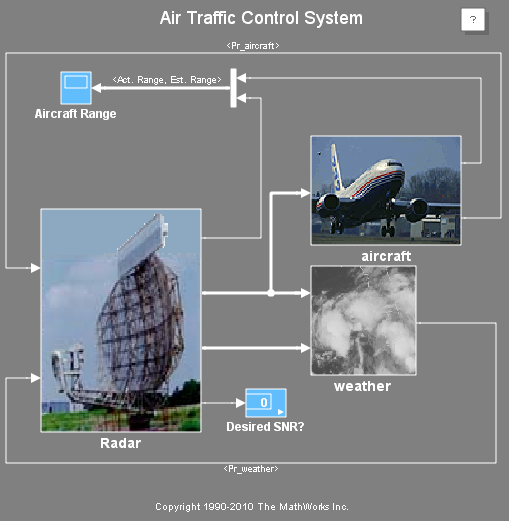 Air Traffic Control System
?
<Pr_aircraft>
<Act. Range, Est. Range>
Aircraft Range
aircraft
weather
0
Desired SNR?
Radar
<Pr_weather>
Copyright 1990-2010 The MathWorks Inc.